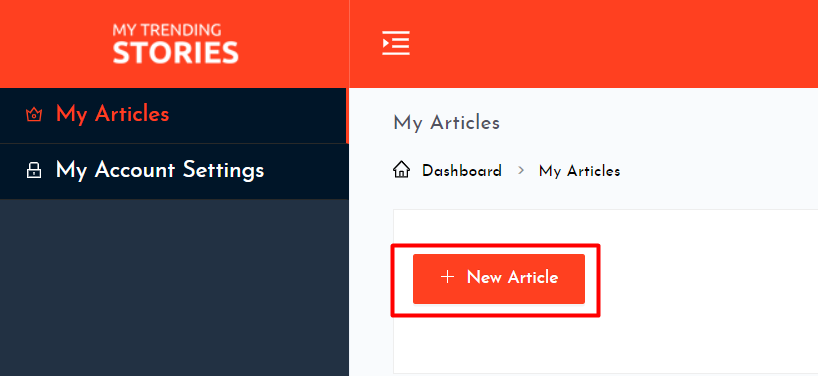 MY TRENDING
STORIES
My Articles
My Account Settings
My Articles
Dashboard > My Articles
+ New Article